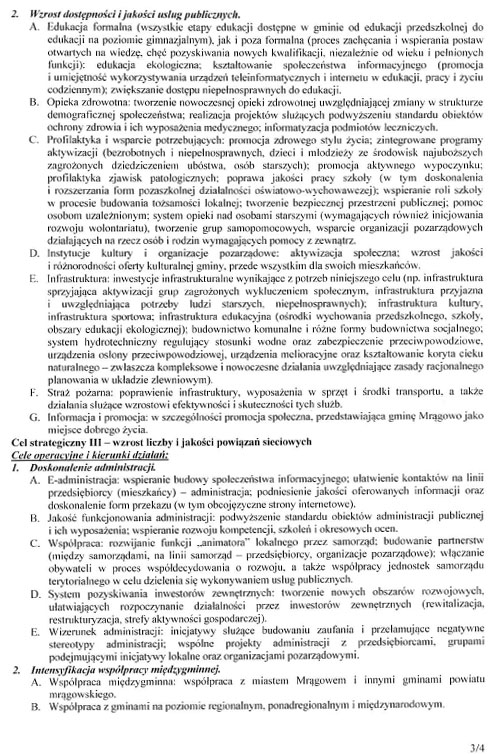 2. Wzrost dostępności i jakości usług publicznych.
A. Edukacja formalna (wszystkie etapy edukacji dostępne w gminie od edukacji przedszkolnej do
edukacji na poziomie gimnazjalnym), jak i poza formalna (proces zachęcania i wspierania postaw
otwartych na wiedzę, chęć pozyskiwania nowych kwalifikacji, niezależnie od wieku i pełnionych
funkcji): edukacja ekologiczna; kształtowanie społeczeństwa informacyjnego (promocja
i umiejętność wykorzystywania urządzeń teleinformatycznych i internetu w edukacji, pracy i życiu
codziennym); zwiększanie dostępu niepełnosprawnych do edukacji.
B. Opieka zdrowotna: tworzenie nowoczesnej opieki zdrowotnej uwzględniającej zmiany w strukturze
demograficznej społeczeństwa; realizacja projektów służących podwyższeniu standardu obiektów
ochrony zdrowia i ich wyposażenia medycznego; informatyzacja podmiotów leczniczych.
C. Profilaktyka i wsparcie potrzebujących: promocja zdrowego stylu życia; zintegrowane programy
aktywizacji (bezrobotnych i niepełnosprawnych, dzieci i młodzieży ze środowisk najuboższych
zagrożonych dziedziczeniem ubóstwa, osób starszych); promocja aktywnego wypoczynku;
profilaktyka zjawisk patologicznych; poprawa jakości pracy szkoły (w tym doskonalenia
i rozszerzania form pozaszkolnej działalności oświatowo-wychowawczej); wspieranie roli szkoły
w procesie budowania tożsamości lokalnej; tworzenie bezpiecznej przestrzeni publicznej; pomoc
osobom uzależnionym; system opieki nad osobami starszymi (wymagających również inicjowania
rozwoju wolontariatu), tworzenie grup samopomocowych, wsparcie organizacji pozarządowych
działających na rzecz osób i rodzin wymagających pomocy z zewnątrz.
D. Instytucje kultury i organizacje pozarządowe: aktywizacja społeczna; wzrost jakości
i różnorodności oferty kulturalnej gminy, przede wszystkim dla swoich mieszkańców.
E. Infrastruktura: inwestycje infrastrukturalne wynikające z potrzeb niniejszego celu (np. infrastruktura
sprzyjająca aktywizacji grup zagrożonych wykluczeniem społecznym, infrastruktura przyjazna
i uwzględniająca potrzeby ludzi starszych, niepełnosprawnych); infrastruktura kultury,
infrastruktura sportowa; infrastruktura edukacyjna (ośrodki wychowania przedszkolnego, szkoły,
obszary edukacji ekologicznej); budownictwo komunalne i różne formy budownictwa socjalnego;
system hydrotechniczny regulujący stosunki wodne oraz zabezpieczenie przeciwpowodziowe,
urządzenia osłony przeciwpowodziowej, urządzenia melioracyjne oraz kształtowanie koryta cieku
naturalnego – zwłaszcza kompleksowe i nowoczesne działania uwzględniające zasady racjonalnego
planowania w układzie zlewniowym).
F. Straż pożarna: poprawienie infrastruktury, wyposażenia w sprzęt i środki transportu, a także
działania służące wzrostowi efektywności i skuteczności tych służb.
G. Informacja i promocja: w szczególności promocja społeczna, przedstawiająca gminę Mrągowo jako
miejsce dobrego życia.
Cel strategiczny III – wzrost liczby i jakości powiązań sieciowych
Cele operacyjne i kierunki działań:
1. Doskonalenie administracji.
A. E-administracja: wspieranie budowy społeczeństwa informacyjnego; ułatwienie kontaktów na linii
przedsiębiorcy (mieszkańcy) – administracja; podniesienie jakości oferowanych informacji oraz
doskonalenie form przekazu (w tym obcojęzyczne strony internetowe).
B. Jakość funkcjonowania administracji: podwyższenie standardu obiektów administracji publicznej
i ich wyposażenia; wspieranie rozwoju kompetencji, szkoleń i okresowych ocen.
C. Współpraca: rozwijanie funkcji „animatora" lokalnego przez samorząd; budowanie partnerstw
(między samorządami, na linii samorząd – przedsiębiorcy, organizacje pozarządowe); włączanie
obywateli w proces współdecydowania o rozwoju, a także współpracy jednostek samorządu
terytorialnego w celu dzielenia się wykonywaniem usług publicznych.
D. System pozyskiwania inwestorów zewnętrznych: tworzenie nowych obszarów rozwojowych,
ułatwiających rozpoczynanie działalności przez inwestorów zewnętrznych (rewitalizacja,
restrukturyzacja, strefy aktywności gospodarczej).
E. Wizerunek administracji: inicjatywy służące budowaniu zaufania i przełamujące negatywne
stereotypy administracji; wspólne projekty administracji z przedsiębiorcami, grupami
podejmującymi inicjatywy lokalne oraz organizacjami pozarządowymi.
2. Intensyfikacja współpracy międzygminnej.
A. Współpraca międzygminna: współpraca z miastem Mrągowem i innymi gminami powiatu
mrągowskiego.
B. Współpraca z gminami na poziomie regionalnym, ponadregionalnym i międzynarodowym.
3/4